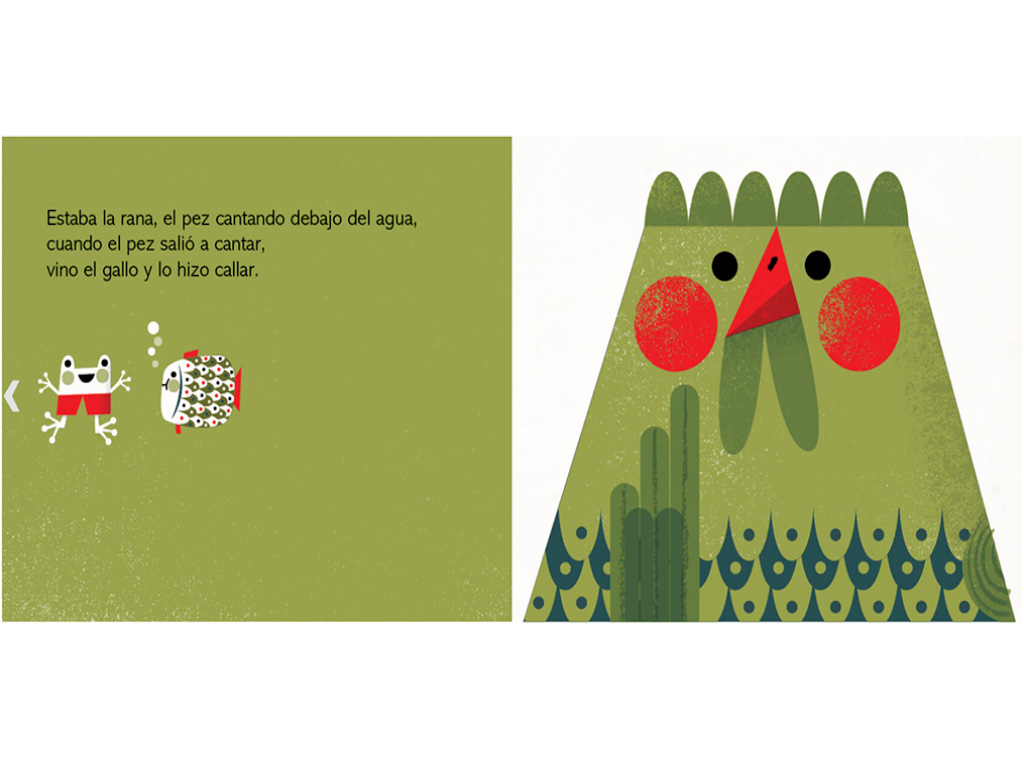 Estaba la rana, el pez cantando debajo del agua,
cuando el pez salió a cantar,
vino el gallo y lo hizo callar.